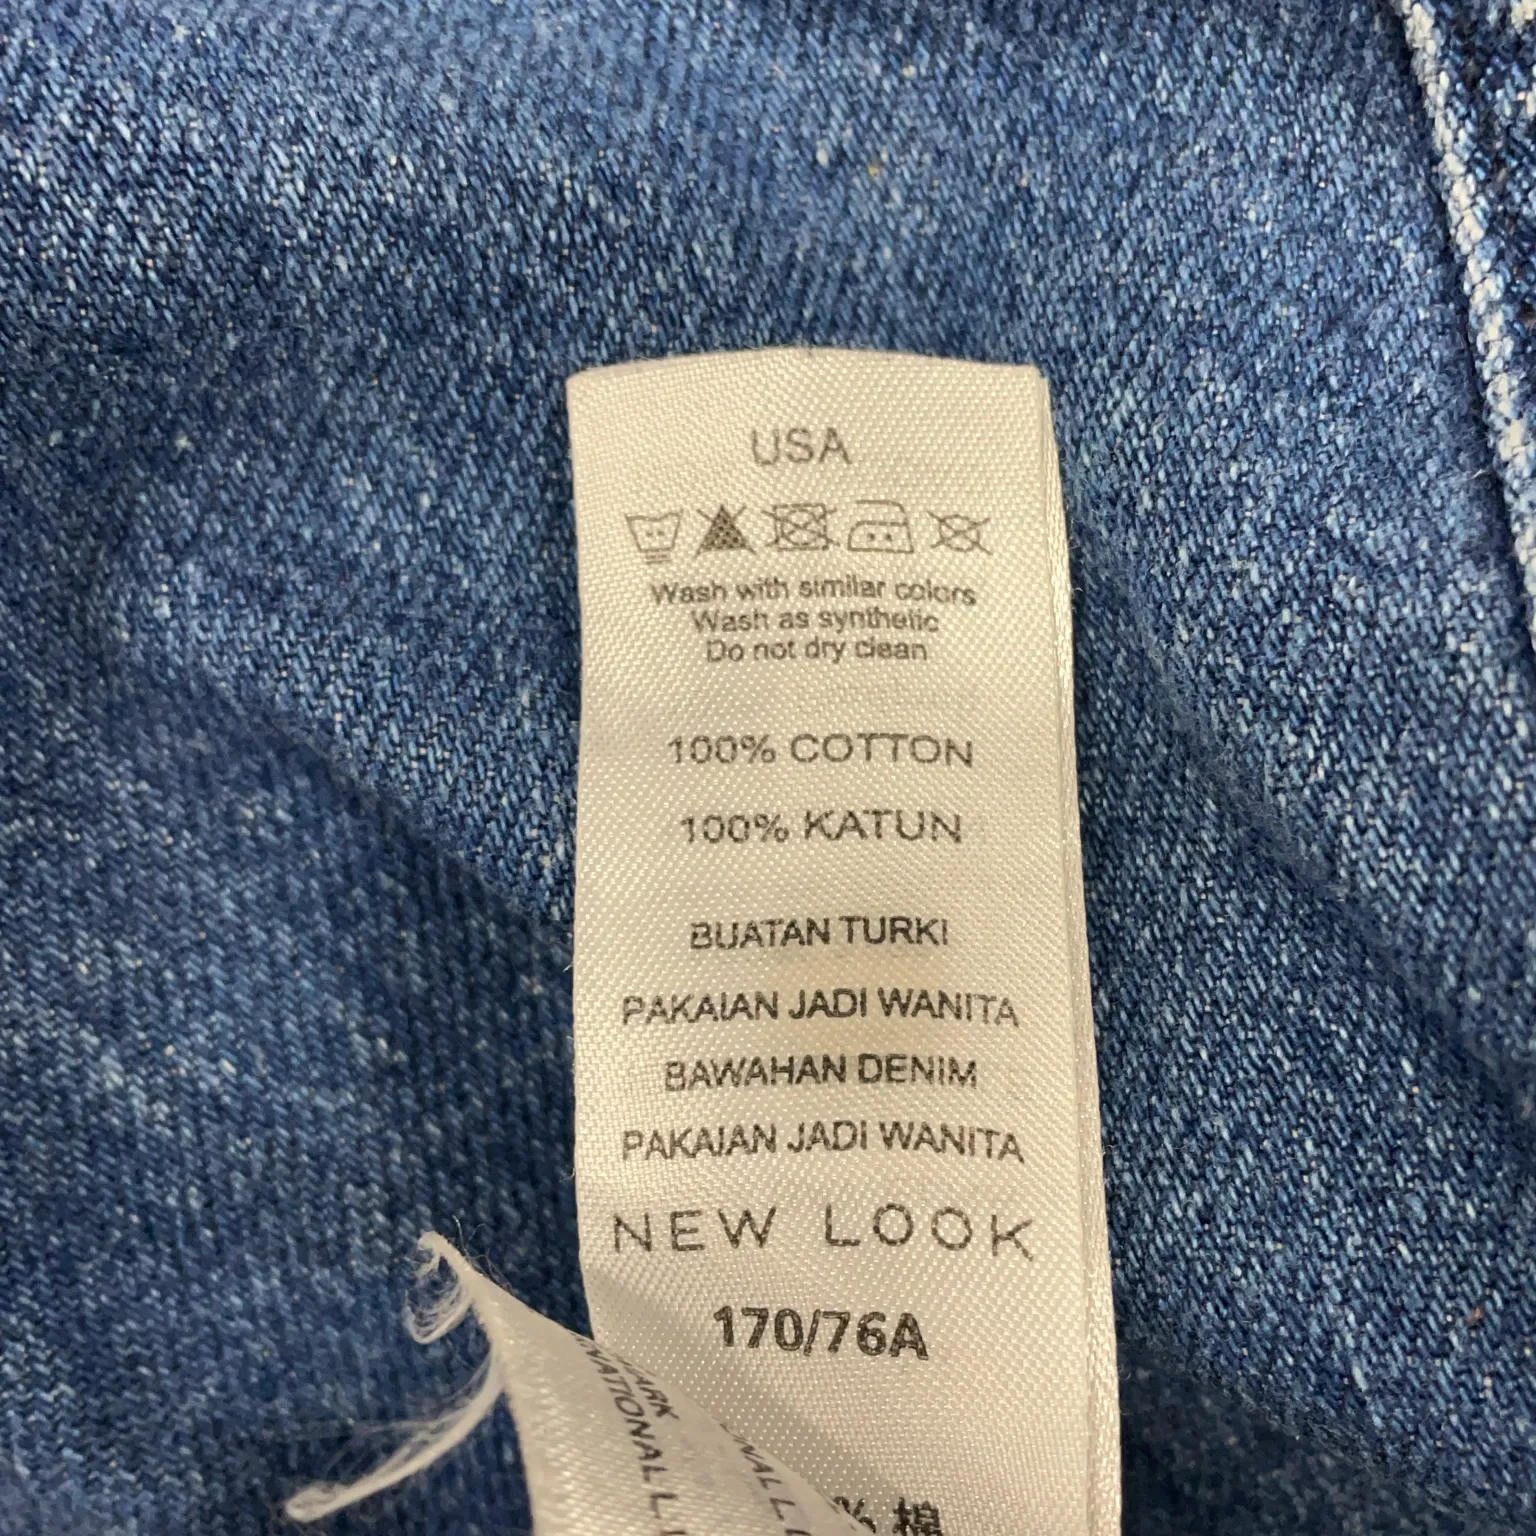 USA
Wash with similar colors
Wash as synthetic
Do not dry clean
100% COTTON
100% KATUN
BUATAN TURKI
PAKAIAN JADI WANITA
BAWAHAN DENIM
PAKAIAN JADI WANITA
NEW LOOK
170/76A
% 棉